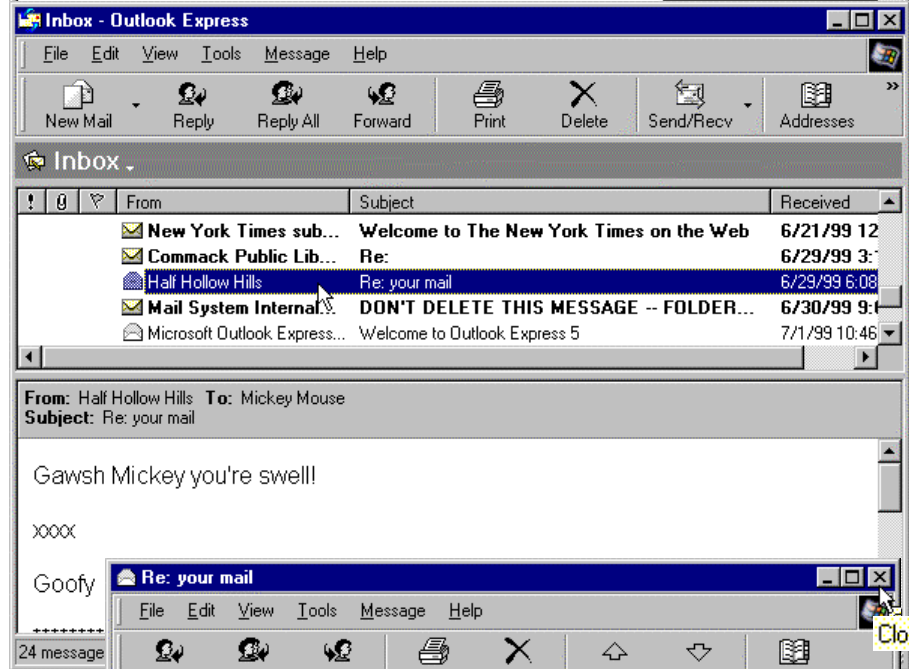 Inbox - Outlook Express
File Edit View Tools Message Help
New Mail Reply Reply All Forward Print Delete Send/Recv Addresses »
Inbox
! From Subject Received
New York Times sub... Welcome to The New York Times on the Web 6/21/99 12
Commack Public Lib... Re: 6/29/99 3:
Half Hollow Hills Re: your mail 6/29/99 6:08
Mail System Internal... DON'T DELETE THIS MESSAGE -- FOLDER... 6/30/99 9:
Microsoft Outlook Express... Welcome to Outlook Express 5 7/1/99 10:46
From: Half Hollow Hills To: Mickey Mouse
Subject: Re: your mail
Gawsh Mickey you're swell!
xxxx
Goofy
Re: your mail
File Edit View Tools Message Help
Clo
24 message